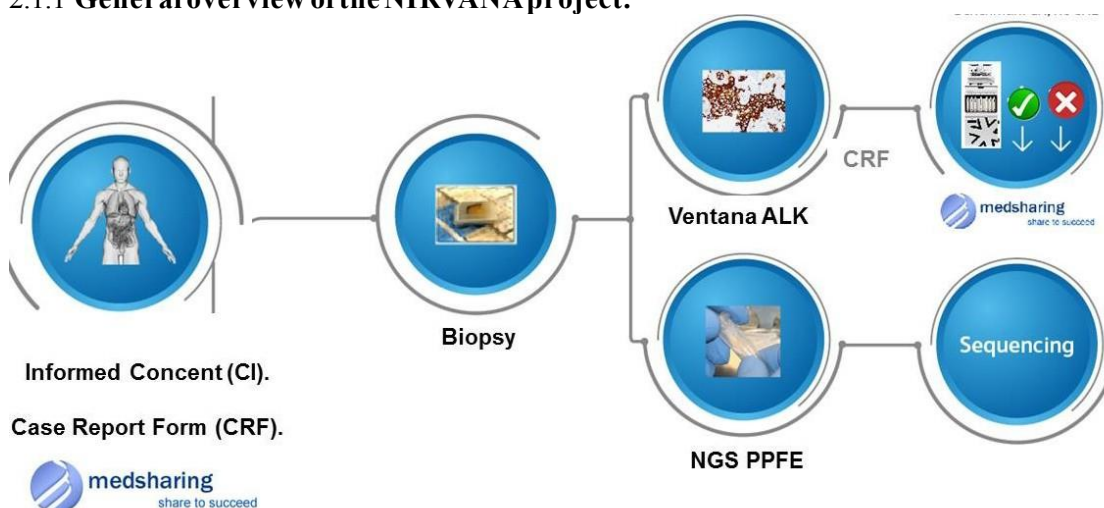 2.1.1 General overview of the NIRVANA project.
CRF
Ventana ALK
medsharing
share to succeed
Biopsy
Sequencing
Informed Concent (CI).
Case Report Form (CRF).
NGS PPFE
medsharing
share to succeed